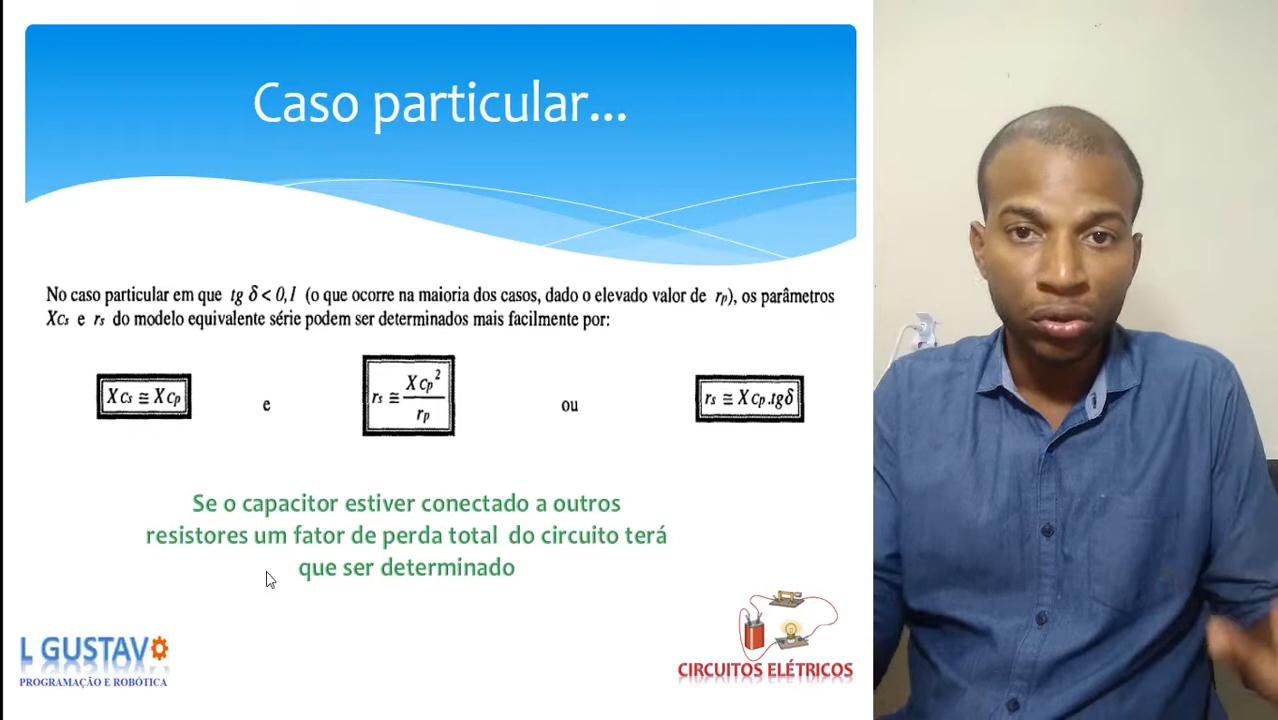 Caso particular...
No caso particular em que tg δ < 0,1 (o que ocorre na maioria dos casos, dado o elevado valor de rp), os parâmetros
Xcs e rs do modelo equivalente série podem ser determinados mais facilmente por:
Xcs ≅ Xcp e rs ≅ Xcp² / rp ou rs ≅ Xcp.tgδ
Se o capacitor estiver conectado a outros
resistores um fator de perda total do circuito terá
que ser determinado
L GUSTAVO
PROGRAMAÇÃO E ROBÓTICA
CIRCUITOS ELÉTRICOS